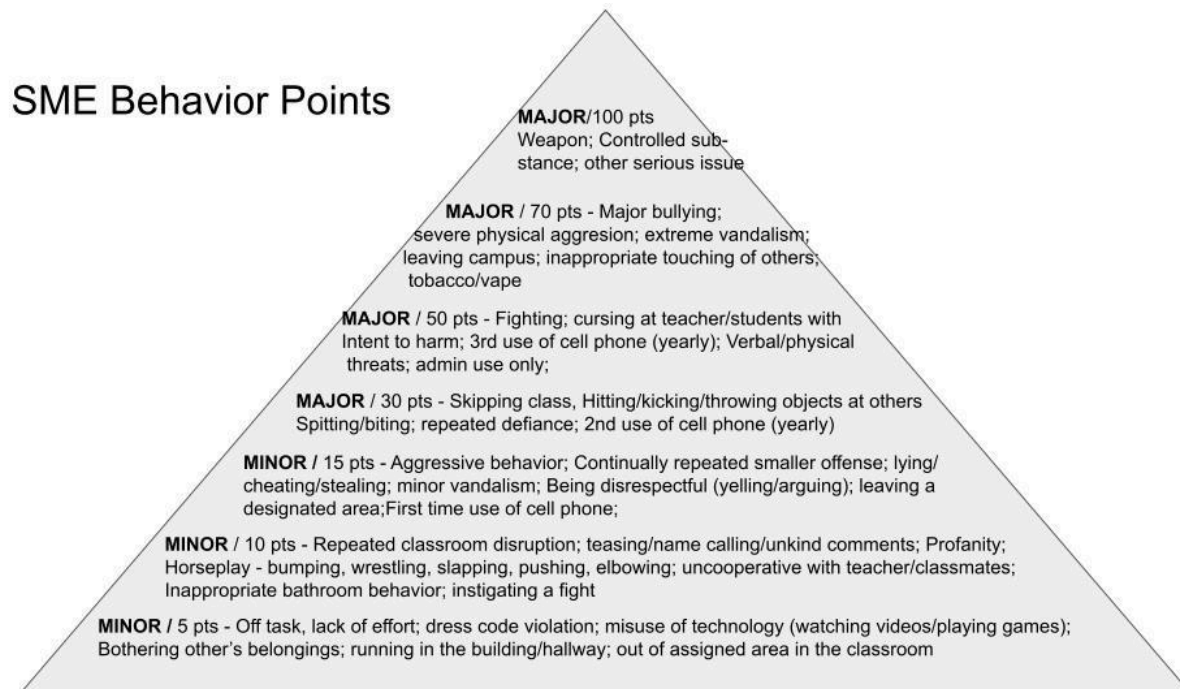 SME Behavior Points
MAJOR/100 pts
Weapon; Controlled sub-
stance; other serious issue
MAJOR / 70 pts - Major bullying;
severe physical aggresion; extreme vandalism;
leaving campus; inappropriate touching of others;
tobacco/vape
MAJOR / 50 pts - Fighting; cursing at teacher/students with
Intent to harm; 3rd use of cell phone (yearly); Verbal/physical
threats; admin use only;
MAJOR / 30 pts - Skipping class, Hitting/kicking/throwing objects at others
Spitting/biting; repeated defiance; 2nd use of cell phone (yearly)
MINOR / 15 pts - Aggressive behavior; Continually repeated smaller offense; lying/
cheating/stealing; minor vandalism; Being disrespectful (yelling/arguing); leaving a
designated area;First time use of cell phone;
MINOR / 10 pts - Repeated classroom disruption; teasing/name calling/unkind comments; Profanity;
Horseplay - bumping, wrestling, slapping, pushing, elbowing; uncooperative with teacher/classmates;
Inappropriate bathroom behavior; instigating a fight
MINOR / 5 pts - Off task, lack of effort; dress code violation; misuse of technology (watching videos/playing games);
Bothering other's belongings; running in the building/hallway; out of assigned area in the classroom